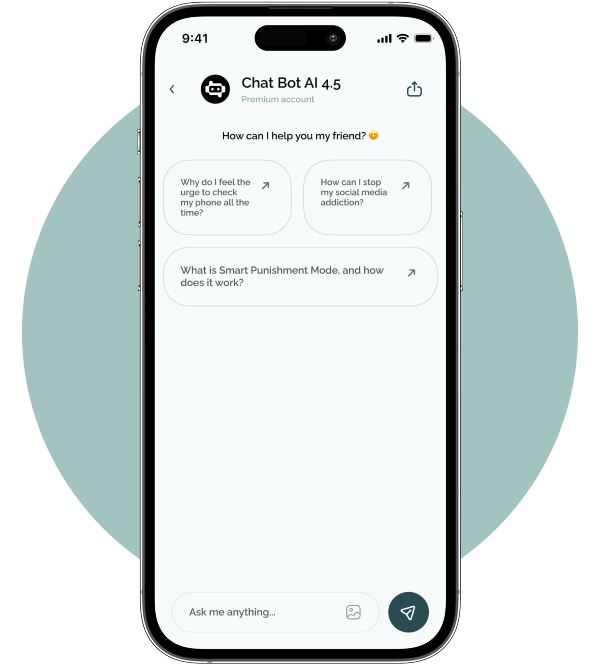 9:41
Chat Bot AI 4.5
Premium account
How can I help you my friend? 😊
Why do I feel the
urge to check
my phone all the
time?
How can I stop
my social media
addiction?
What is Smart Punishment Mode, and how
does it work?
Ask me anything...